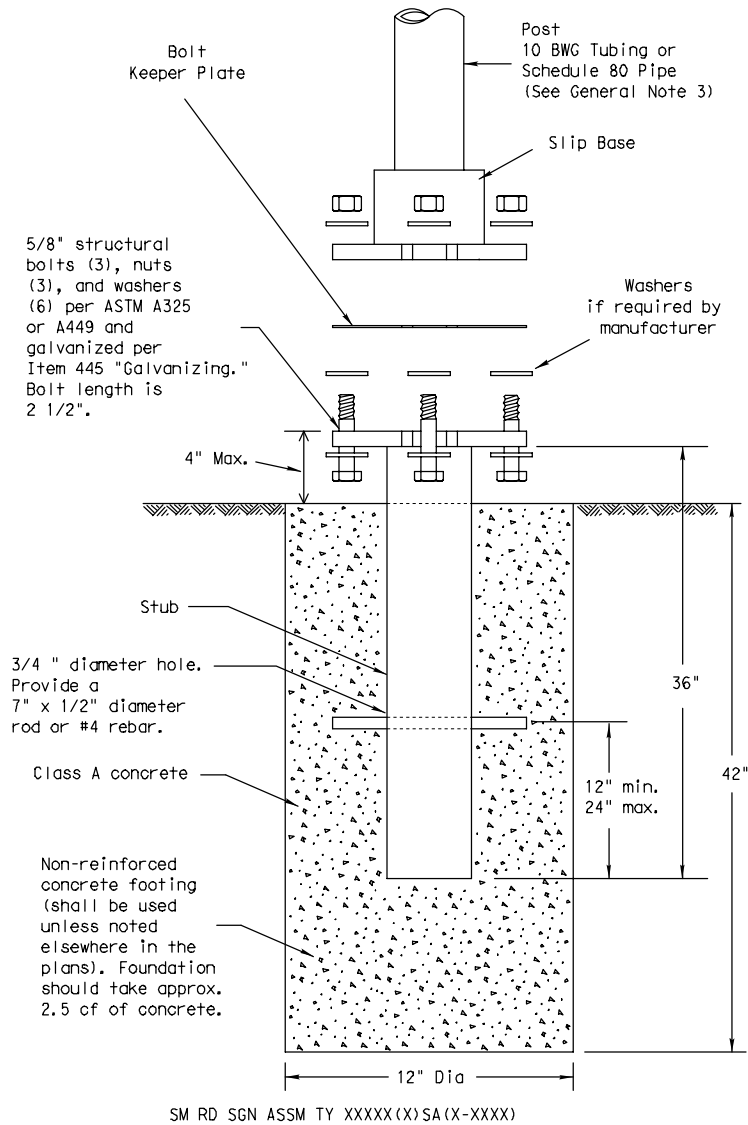 Post
10 BWG Tubing or
Schedule 80 Pipe
(See General Note 3)
Bolt
Keeper Plate
Slip Base
5/8" structural
bolts (3), nuts
(3), and washers
(6) per ASTM A325
or A449 and
galvanized per
Item 445 "Galvanizing."
Bolt length is
2 1/2".
Washers
if required by
manufacturer
4" Max.
Stub
3/4 " diameter hole.
Provide a
7" x 1/2" diameter
rod or #4 rebar.
36"
Class A concrete
12" min.
24" max.
42"
Non-reinforced
concrete footing
(shall be used
unless noted
elsewhere in the
plans). Foundation
should take approx.
2.5 cf of concrete.
12" Dia
SM RD SGN ASSM TY XXXXX(X)SA(X-XXXX)